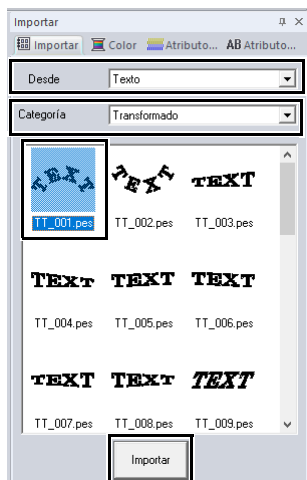 Importar
Importar Color Atributo... AB Atributo...
Desde Texto
Categoría Transformado
TEXT TEXT TEXT
TT_001.pes TT_002.pes TT_003.pes
TEXT TEXT TEXT
TT_004.pes TT_005.pes TT_006.pes
TEXT TEXT TEXT
TT_007.pes TT_008.pes TT_009.pes
Importar